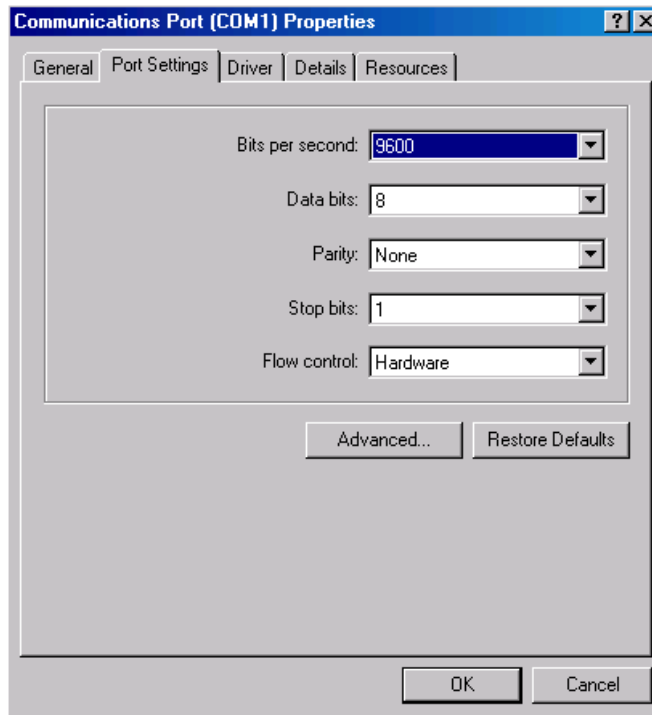 Communications Port (COM1) Properties
General Port Settings Driver Details Resources
Bits per second: 9600
Data bits: 8
Parity: None
Stop bits: 1
Flow control: Hardware
Advanced... Restore Defaults
OK Cancel